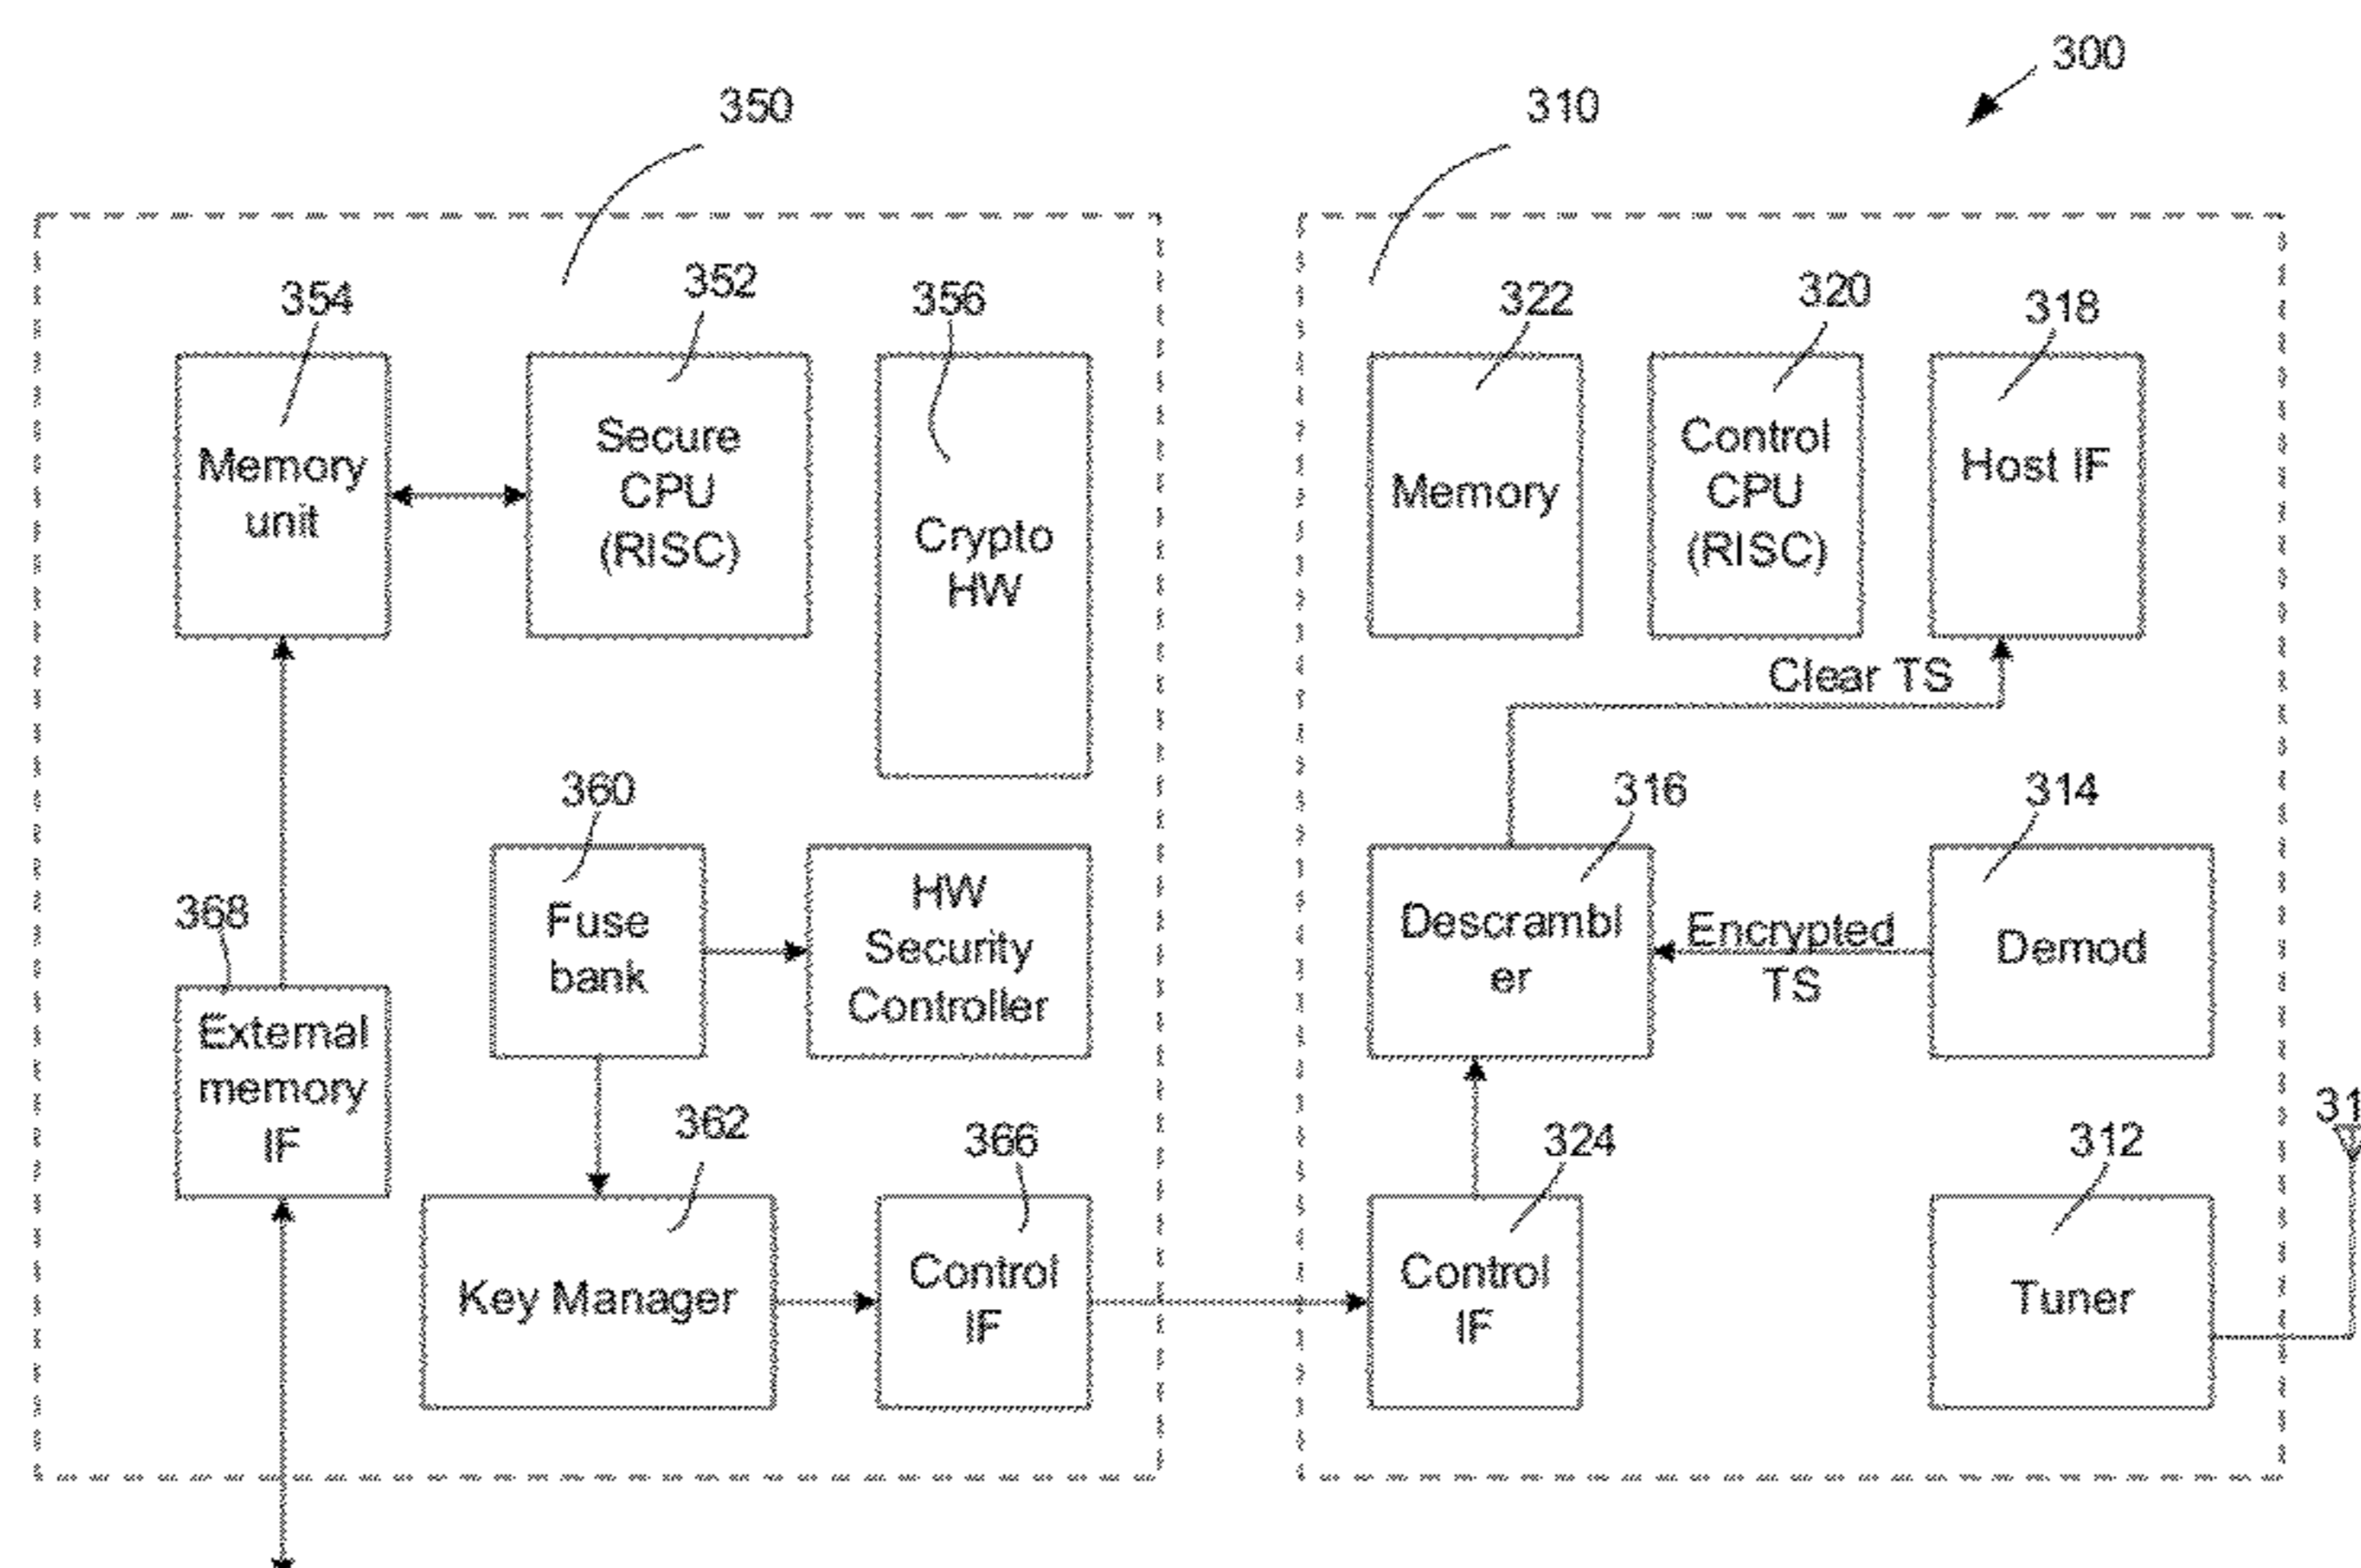 300
350
310
354
352
356
322
320
318
Memory
unit
Secure
CPU
(RISC)
Crypto
HW
Memory
Control
CPU
(RISC)
Host IF
Clear TS
360
316
314
368
Fuse
bank
HW
Security
Controller
Descrambl
er
Encrypted
TS
Demod
External
memory
IF
362
366
324
312
31
Key Manager
Control
IF
Control
IF
Tuner